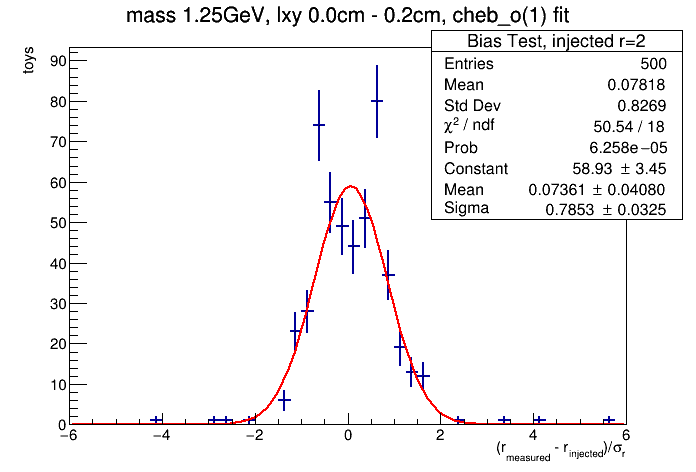 mass 1.25GeV, lxy 0.0cm - 0.2cm, cheb_o(1) fit
Bias Test, injected r=2
Entries 500
Mean 0.07818
Std Dev 0.8269
χ² / ndf 50.54 / 18
Prob 6.258e−05
Constant 58.93 ± 3.45
Mean 0.07361 ± 0.04080
Sigma 0.7853 ± 0.0325
toys
90
80
70
60
50
40
30
20
10
0
−6 −4 −2 0 2 4 6
(r_measured - r_injected)/σ_r